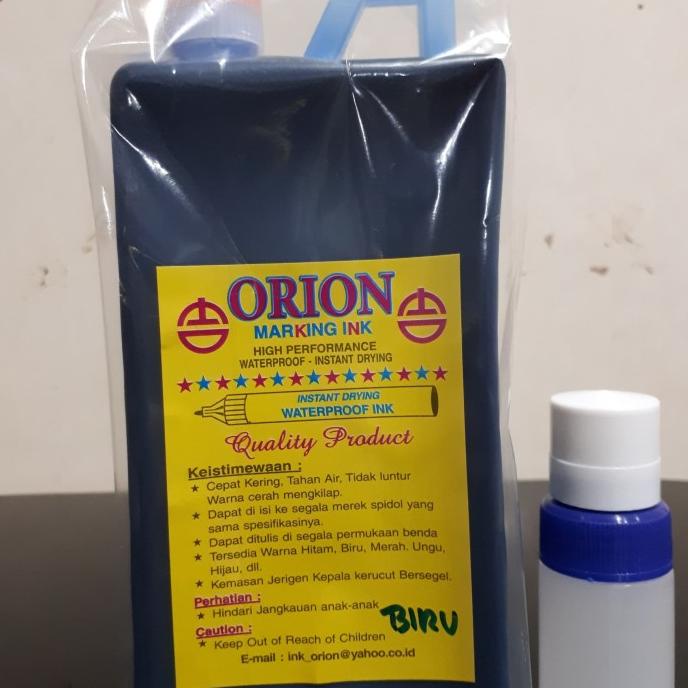 ORION
MARKING INK
HIGH PERFORMANCE
WATERPROOF - INSTANT DRYING
INSTANT DRYING
WATERPROOF INK
Quality Product
Keistimewaan :
★ Cepat Kering, Tahan Air, Tidak luntur
Warna cerah mengkilap.
★ Dapat di isi ke segala merek spidol yang
sama spesifikasinya.
★ Dapat ditulis di segala permukaan benda
★ Tersedia Warna Hitam, Biru, Merah. Ungu,
Hijau, dll.
★ Kemasan Jerigen Kepala kerucut Bersegel.
Perhatian :
★ Hindari Jangkauan anak-anak
BIRU
Caution :
★ Keep Out of Reach of Children
E-mail : ink_orion@yahoo.co.id